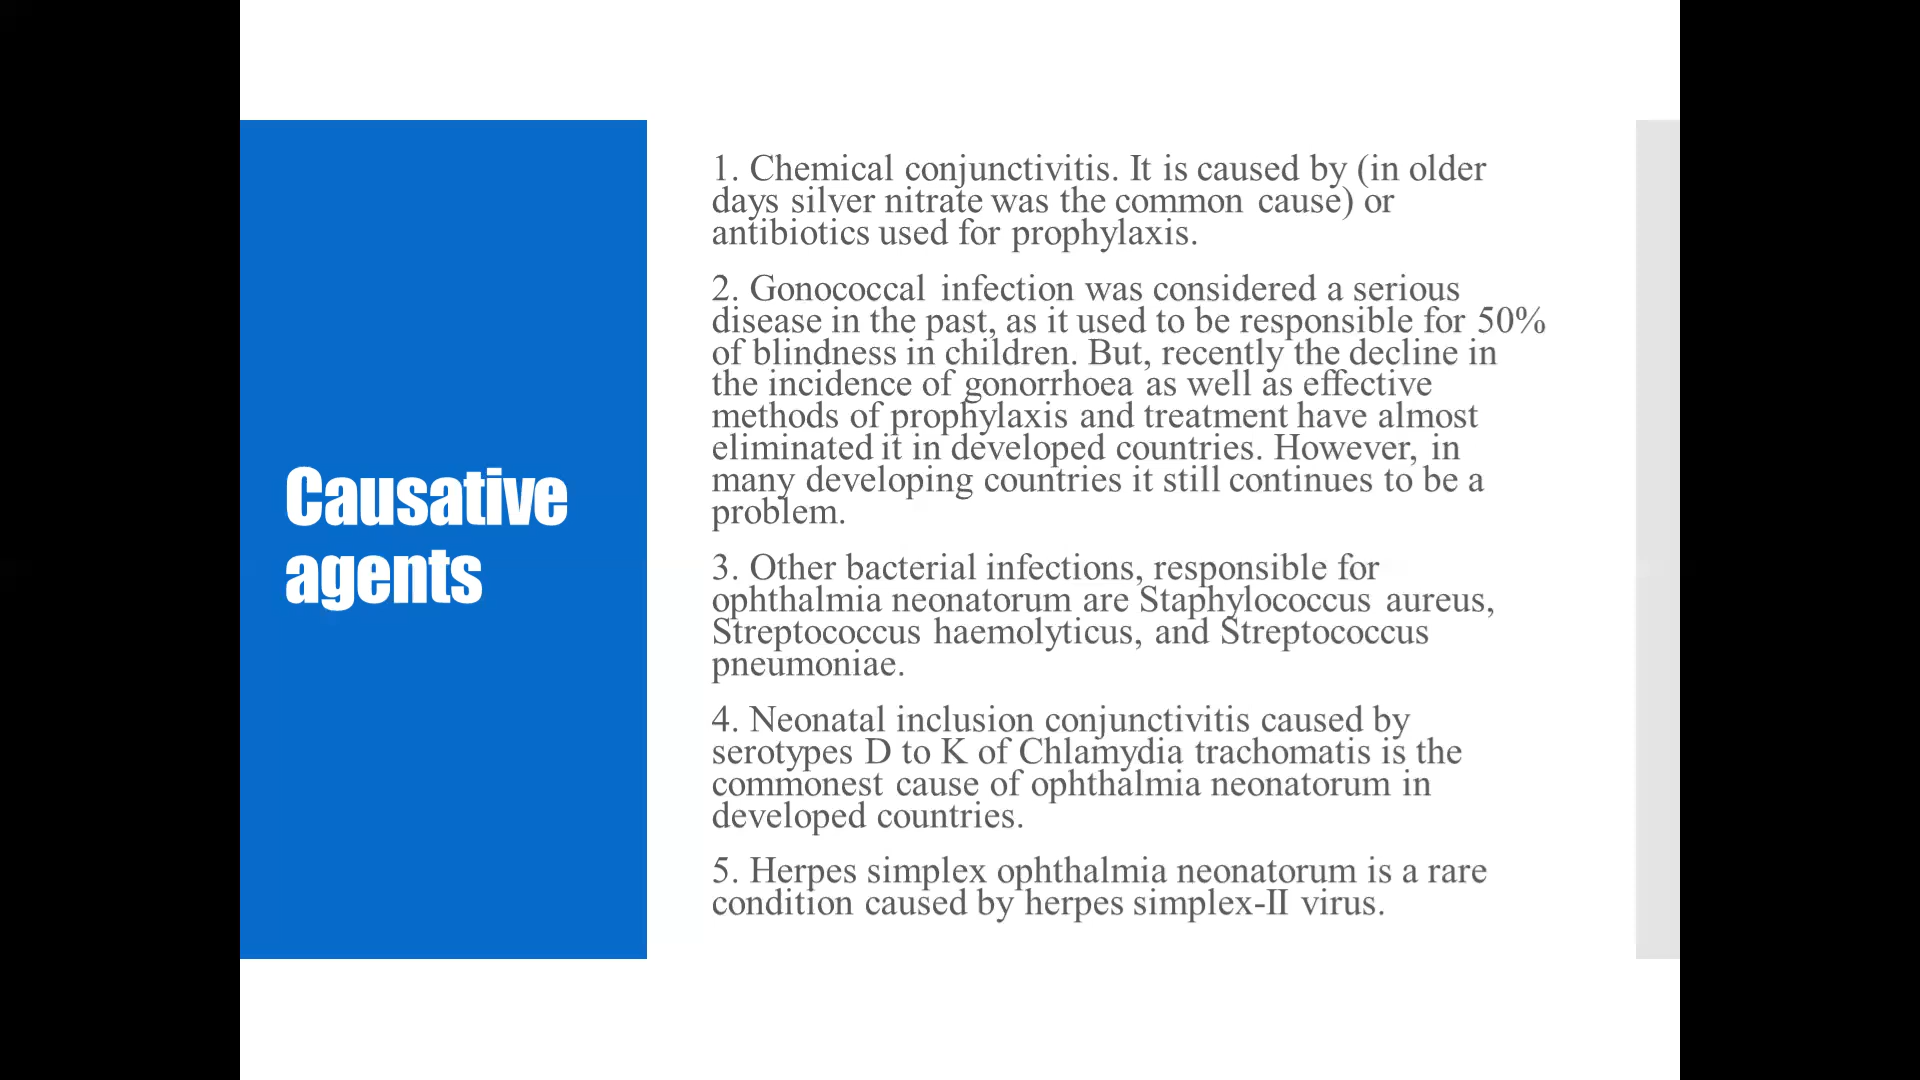 Causative
agents
1. Chemical conjunctivitis. It is caused by (in older
days silver nitrate was the common cause) or
antibiotics used for prophylaxis.
2. Gonococcal infection was considered a serious
disease in the past, as it used to be responsible for 50%
of blindness in children. But, recently the decline in
the incidence of gonorrhoea as well as effective
methods of prophylaxis and treatment have almost
eliminated it in developed countries. However, in
many developing countries it still continues to be a
problem.
3. Other bacterial infections, responsible for
ophthalmia neonatorum are Staphylococcus aureus,
Streptococcus haemolyticus, and Streptococcus
pneumoniae.
4. Neonatal inclusion conjunctivitis caused by
serotypes D to K of Chlamydia trachomatis is the
commonest cause of ophthalmia neonatorum in
developed countries.
5. Herpes simplex ophthalmia neonatorum is a rare
condition caused by herpes simplex-II virus.